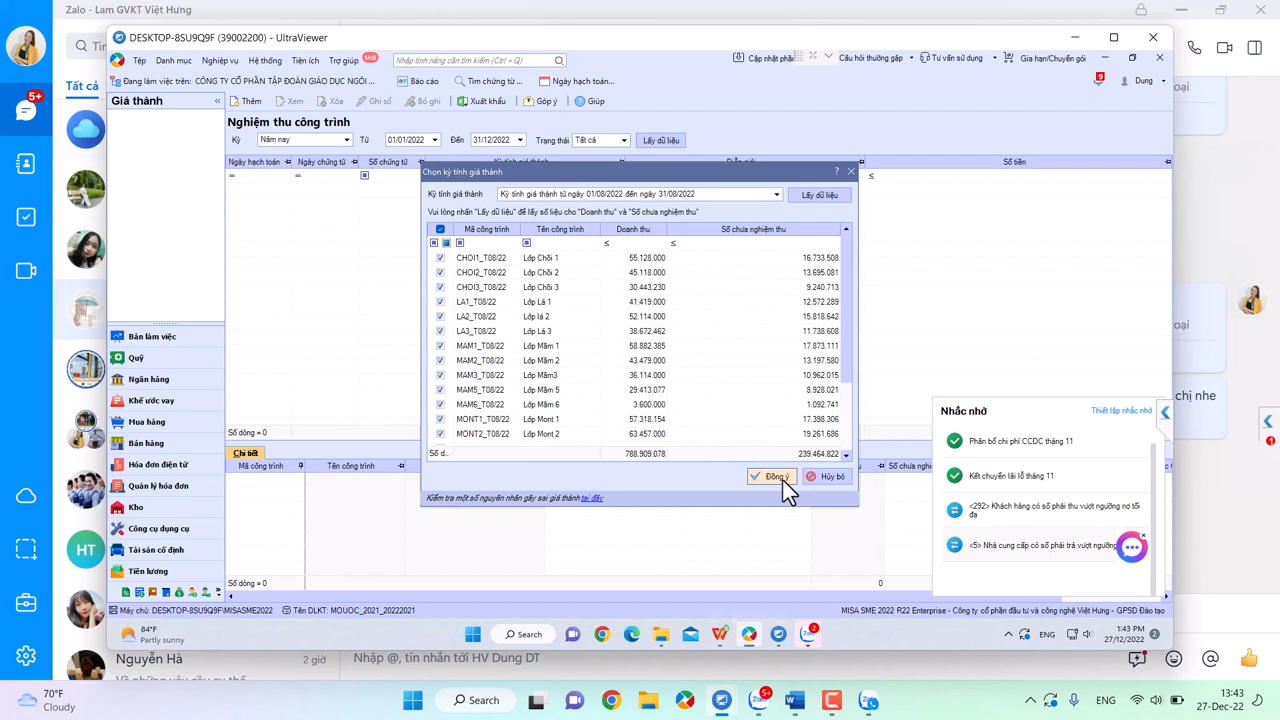 Zalo - Lam GVKT Việt Hưng
DESKTOP-8SU9Q9F (39002200) - UltraViewer
Tệp Danh mục Nghiệp vụ Hệ thống Tiện ích Trợ giúp Mới
Nhập tính năng cần tìm kiếm (Ctrl + F)
Cập nhật Câu hỏi thường gặp Tư vấn sử dụng Gia hạn/Chuyển gói
Đang làm việc trên: CÔNG TY CỔ PHẦN TẬP ĐOÀN GIÁO DỤC NGÔI ... Báo cáo Tìm chứng từ ... Ngày hạch toán... 9 Dung
5+
Tất cả
Giá thành «
Thêm Xem Xóa Ghi sổ Bỏ ghi Xuất khẩu Góp ý Giúp
Nghiệm thu công trình
Kỳ Năm nay Từ 01/01/2022 Đến 31/12/2022 Trạng thái Tất cả Lấy dữ liệu
Ngày hạch toán Ngày chứng từ Số chứng từ Kỳ tính giá thành Diễn giải Số tiền
= = ≤
Chọn kỳ tính giá thành ?
Kỳ tính giá thành Kỳ tính giá thành từ ngày 01/08/2022 đến ngày 31/08/2022 Lấy dữ liệu
Vui lòng nhấn "Lấy dữ liệu" để lấy số liệu cho "Doanh thu" và "Số chưa nghiệm thu"
Mã công trình Tên công trình Doanh thu Số chưa nghiệm thu
≤ ≤
CHOI1_T08/22 Lớp Chồi 1 55.128.000 16.733.508
CHOI2_T08/22 Lớp Chồi 2 45.118.000 13.695.081
CHOI3_T08/22 Lớp Chồi 3 30.443.230 9.240.713
LA1_T08/22 Lớp Lá 1 41.419.000 12.572.289
LA2_T08/22 Lớp lá 2 52.114.000 15.818.642
LA3_T08/22 Lớp Lá 3 38.672.462 11.738.608
MAM1_T08/22 Lớp Mầm 1 58.882.385 17.873.111
MAM2_T08/22 Lớp Mầm 2 43.479.000 13.197.580
MAM3_T08/22 Lớp Mầm3 36.114.000 10.962.015
MAM5_T08/22 Lớp Mầm 5 29.413.077 8.928.021
MAM6_T08/22 Lớp Mầm 6 3.600.000 1.092.741
MONT1_T08/22 Lớp Mont 1 57.318.154 17.398.306
MONT2_T08/22 Lớp Mont 2 63.457.000 19.261.686
Số d... 788.909.078 239.464.822
Đồng ý Hủy bỏ
Kiểm tra một số nguyên nhân gây sai giá thành tại đây
Bàn làm việc
Quỹ
Ngân hàng
Khế ước vay
Mua hàng
Bán hàng
Hóa đơn điện tử
Quản lý hóa đơn
Kho
Công cụ dụng cụ
Tài sản cố định
Tiền lương
Số dòng = 0
Chi tiết
Mã công trình Tên công trình
Số dòng = 0 0
Nhắc nhở Thiết lập nhắc nhở
Phân bổ chi phí CCDC tháng 11
Kết chuyển lãi lỗ tháng 11
<292> Khách hàng có số phải thu vượt ngưỡng nợ tối đa
<5> Nhà cung cấp có số phải trả vượt ngưỡng
oại
oại
chị nhe
1
HT
Máy chủ: DESKTOP-8SU9Q9F\MISASME2022 Tên DLKT: MOUOC_2021_20222021 MISA SME 2022 R22 Enterprise - Công ty cổ phần đầu tư và công nghệ Việt Hưng - GPSD Đào tạo
84°F
Partly sunny
Search
2
ENG
1:43 PM
27/12/2022
2
Nguyễn Hà 2 giờ
Nhập @, tin nhắn tới HV Dung DT
70°F
Cloudy
Search
5+
ENG
13:43
27-Dec-22